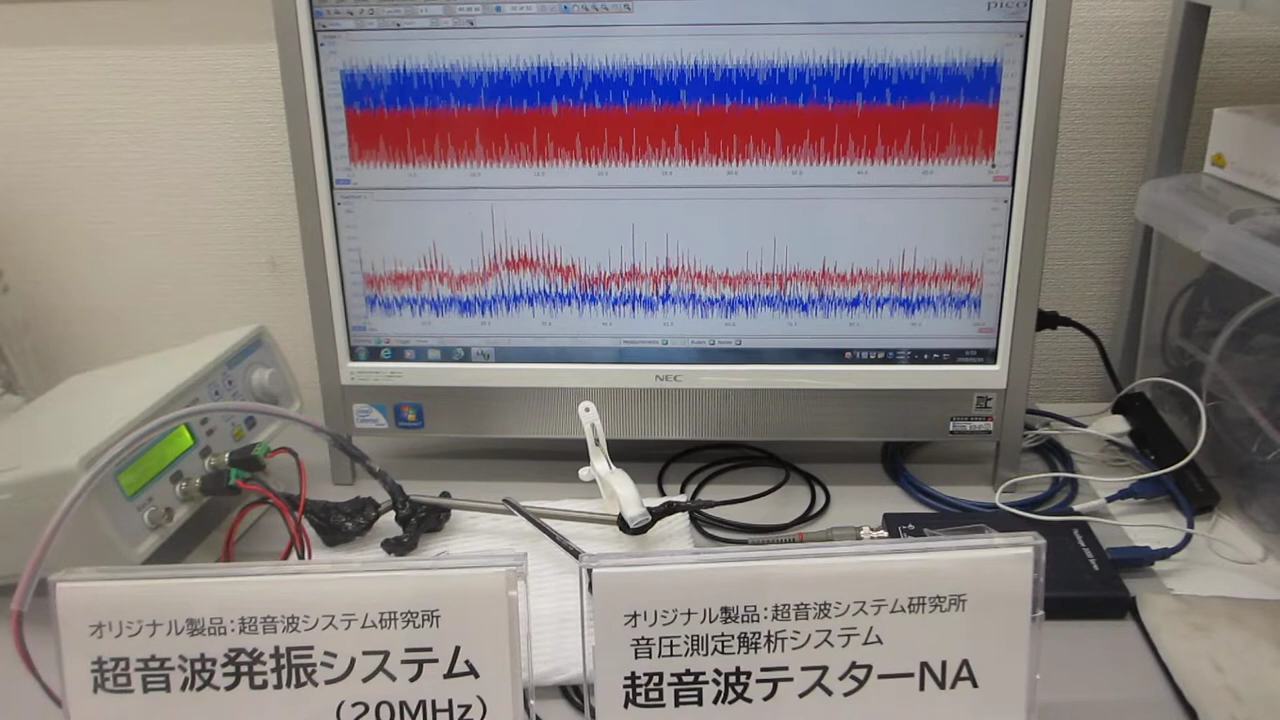 pico
NEC
オリジナル製品：超音波システム研究所
超音波発振システム
（20MHz）
オリジナル製品：超音波システム研究所
音圧測定解析システム
超音波テスターNA